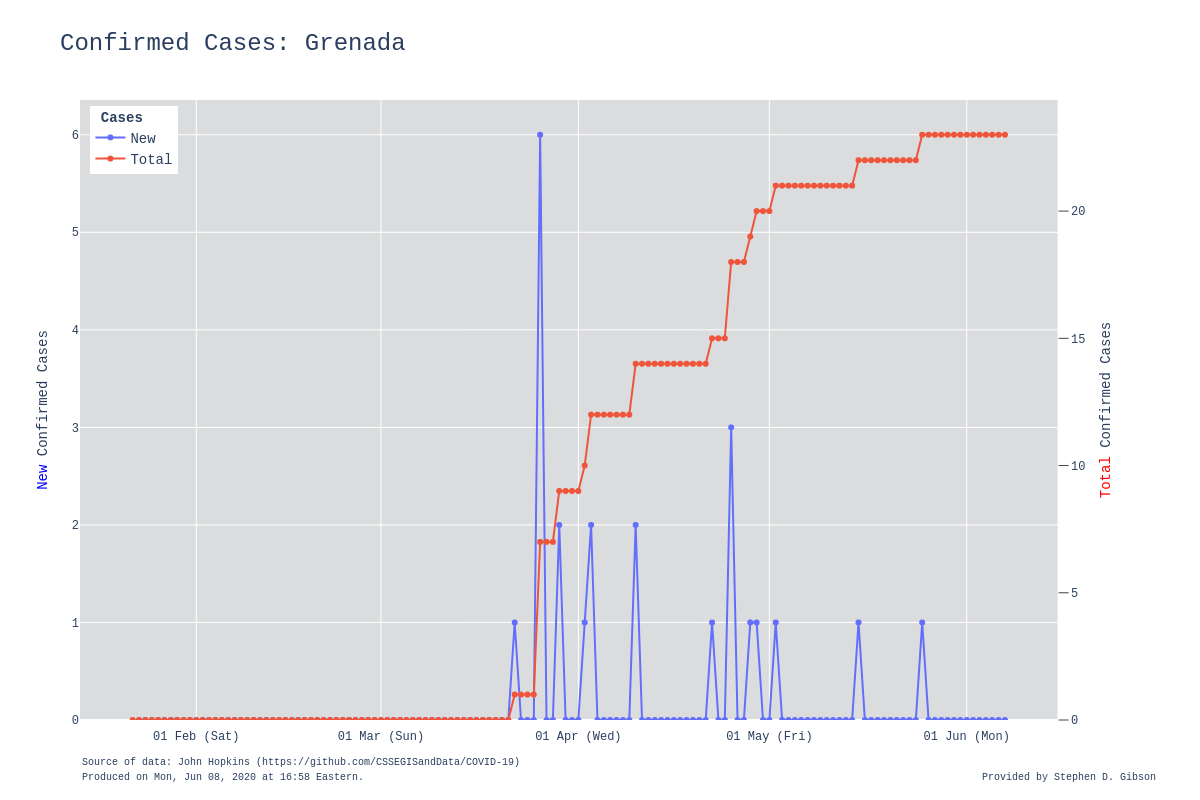 Confirmed Cases: Grenada
Cases
New
Total
6
5
4
3
2
1
0
New Confirmed Cases
20
15
10
5
0
Total Confirmed Cases
01 Feb (Sat)
01 Mar (Sun)
01 Apr (Wed)
01 May (Fri)
01 Jun (Mon)
Source of data: John Hopkins (https://github.com/CSSEGISandData/COVID-19)
Produced on Mon, Jun 08, 2020 at 16:58 Eastern.
Provided by Stephen D. Gibson